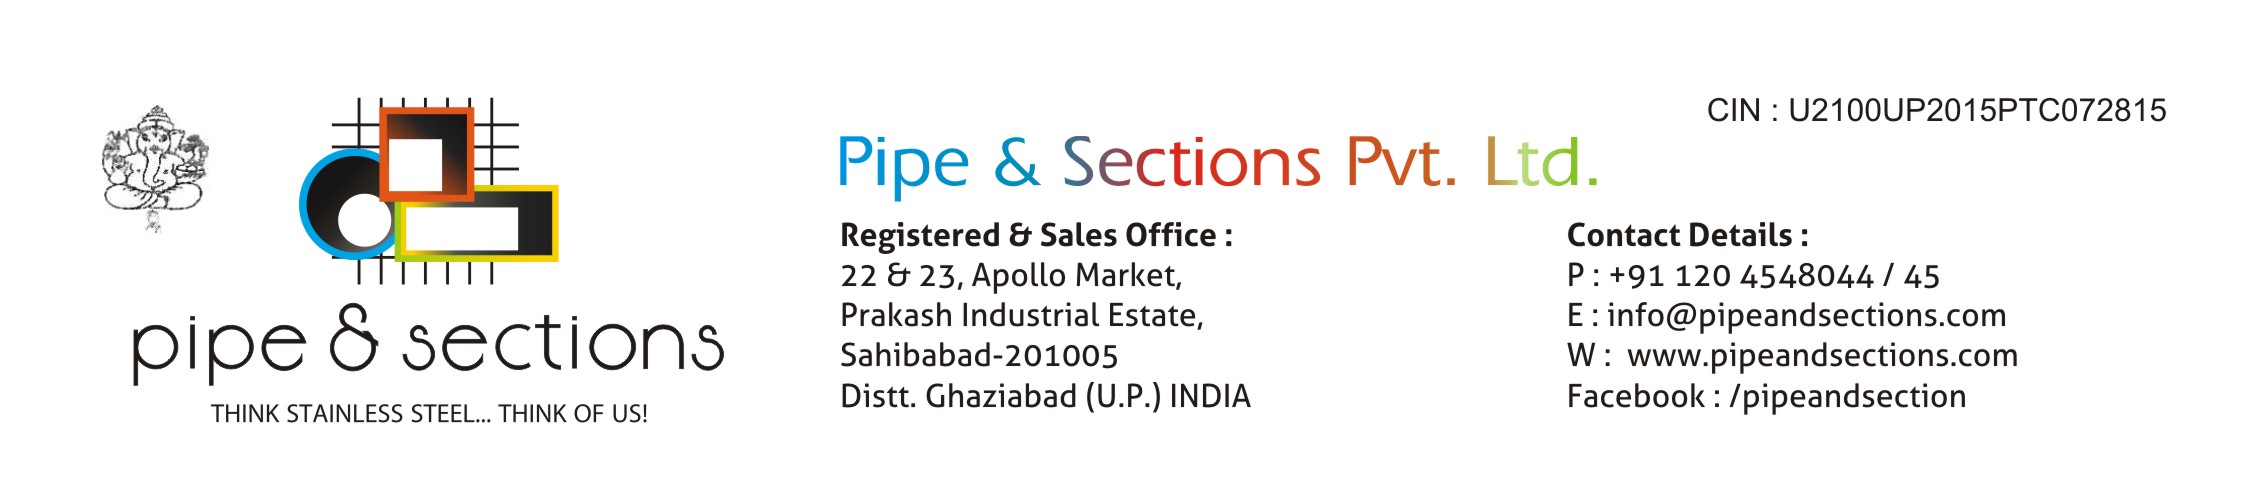 pipe & sections
THINK STAINLESS STEEL... THINK OF US!
CIN : U2100UP2015PTC072815
Pipe & Sections Pvt. Ltd.
Registered & Sales Office :
22 & 23, Apollo Market,
Prakash Industrial Estate,
Sahibabad-201005
Distt. Ghaziabad (U.P.) INDIA
Contact Details :
P : +91 120 4548044 / 45
E : info@pipeandsections.com
W : www.pipeandsections.com
Facebook : /pipeandsection